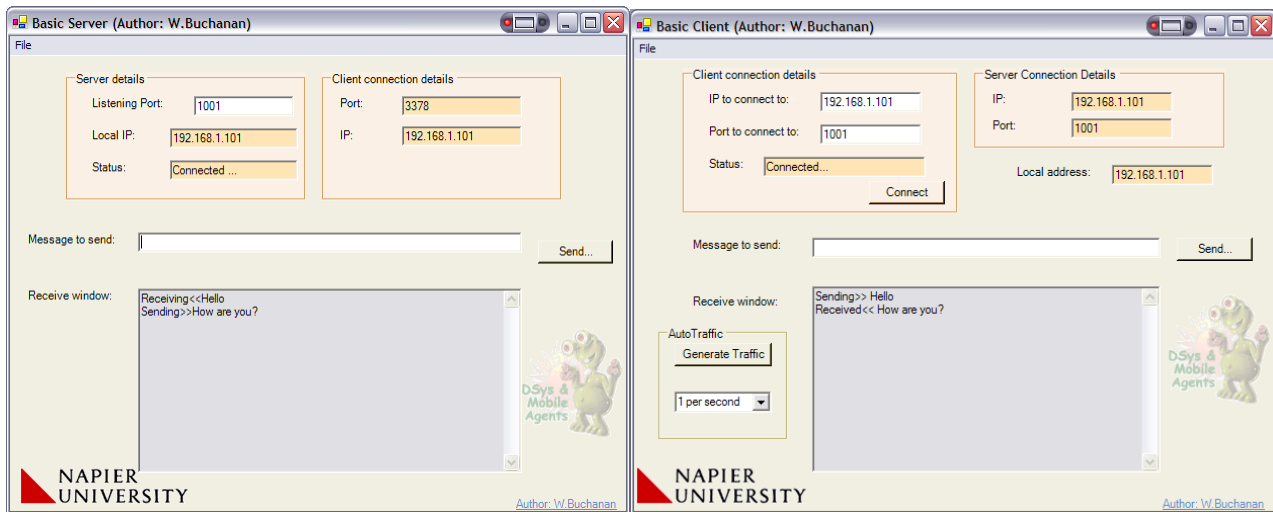 Basic Server (Author: W.Buchanan)
File
Server details
Listening Port: 1001
Local IP: 192.168.1.101
Status: Connected ...
Client connection details
Port: 3378
IP: 192.168.1.101
Message to send:
Send...
Receive window:
Receiving<<Hello
Sending>>How are you?
DSys &
Mobile
Agents
NAPIER
UNIVERSITY
Author: W.Buchanan
Basic Client (Author: W.Buchanan)
File
Client connection details
IP to connect to: 192.168.1.101
Port to connect to: 1001
Status: Connected...
Connect
Server Connection Details
IP: 192.168.1.101
Port: 1001
Local address: 192.168.1.101
Message to send:
Send...
Receive window:
Sending>> Hello
Received<< How are you?
AutoTraffic
Generate Traffic
1 per second
DSys &
Mobile
Agents
NAPIER
UNIVERSITY
Author: W.Buchanan